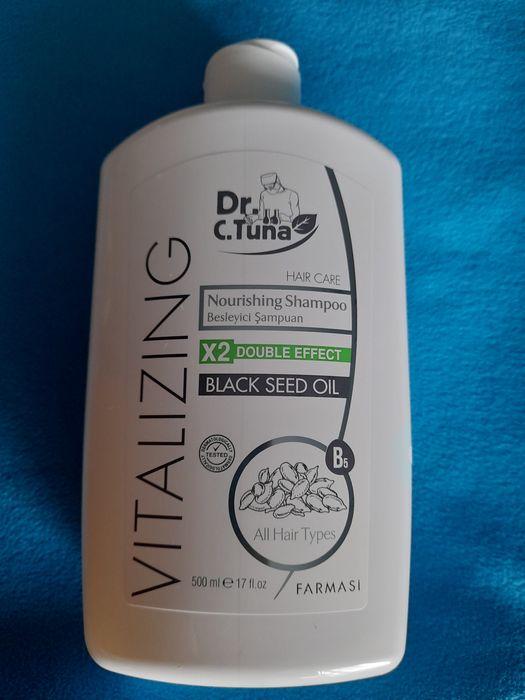 Dr.
C.Tuna
HAIR CARE
Nourishing Shampoo
Besleyici Şampuan
X2 DOUBLE EFFECT
BLACK SEED OIL
VITALIZING
DERMATOLOGICALLY
TESTED
B5
All Hair Types
500 ml e 17 fl.oz
FARMASi